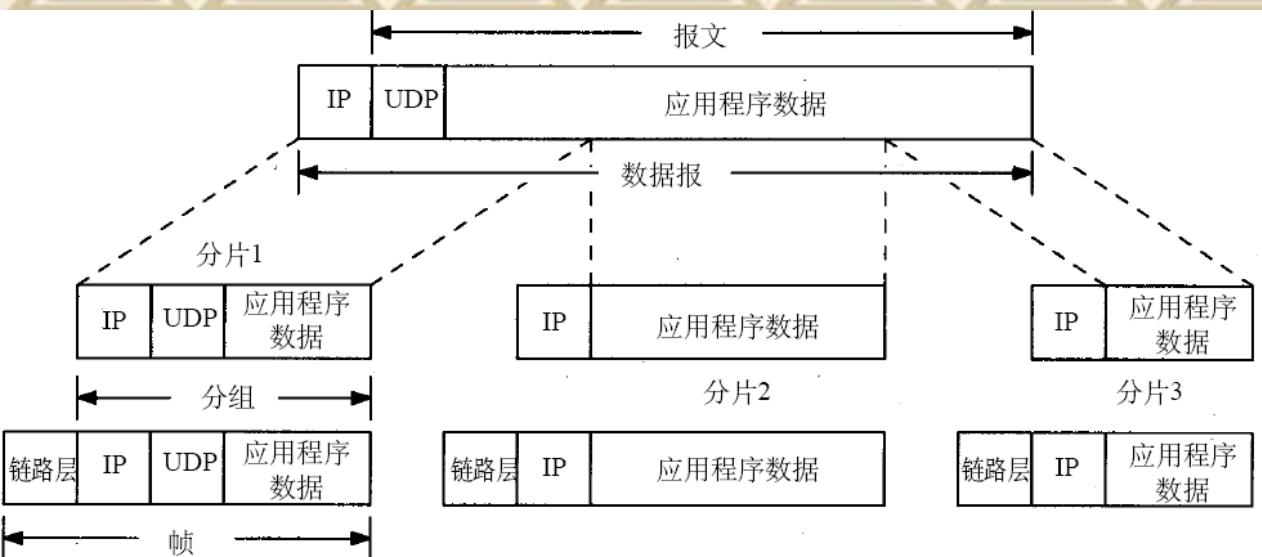 报文
IP UDP 应用程序数据
数据报
分片1
IP UDP 应用程序
数据
IP 应用程序数据
IP 应用程序
数据
分组
分片2
分片3
链路层 IP UDP 应用程序
数据
链路层 IP 应用程序数据
链路层 IP 应用程序
数据
帧